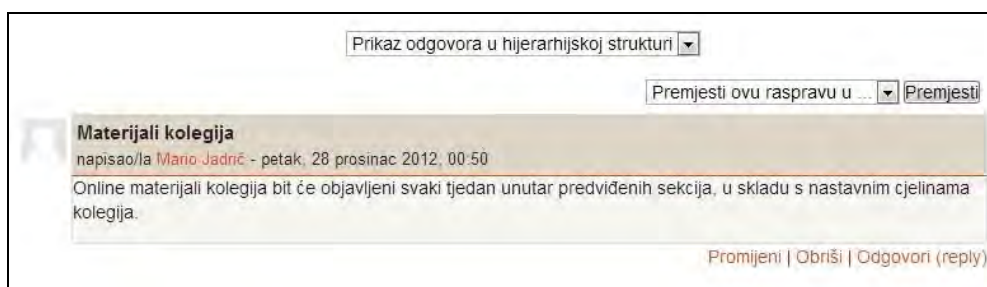 Prikaz odgovora u hijerarhijskoj strukturi
Premjesti ovu raspravu u ... Premjesti
Materijali kolegija
napisao/la Mario Jadrić - petak, 28 prosinac 2012, 00:50
Online materijali kolegija bit će objavljeni svaki tjedan unutar predviđenih sekcija, u skladu s nastavnim cjelinama
kolegija.
Promijeni | Obriši | Odgovori (reply)